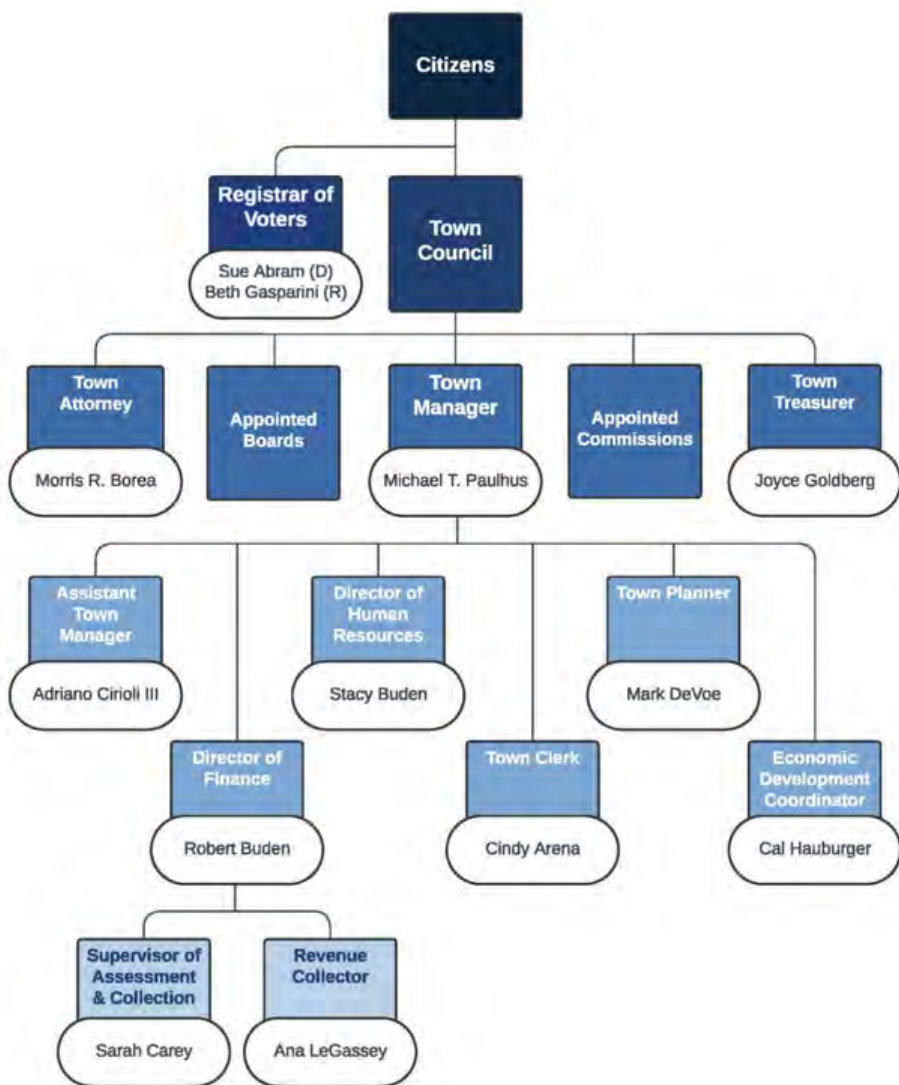 Citizens
Registrar of
Voters
Sue Abram (D)
Beth Gasparini (R)
Town
Council
Town
Attorney
Morris R. Borea
Appointed
Boards
Town
Manager
Michael T. Paulhus
Appointed
Commissions
Town
Treasurer
Joyce Goldberg
Assistant
Town
Manager
Adriano Cirioli III
Director of
Human
Resources
Stacy Buden
Town Planner
Mark DeVoe
Director of
Finance
Robert Buden
Town Clerk
Cindy Arena
Economic
Development
Coordinator
Cal Hauburger
Supervisor of
Assessment
& Collection
Sarah Carey
Revenue
Collector
Ana LeGassey